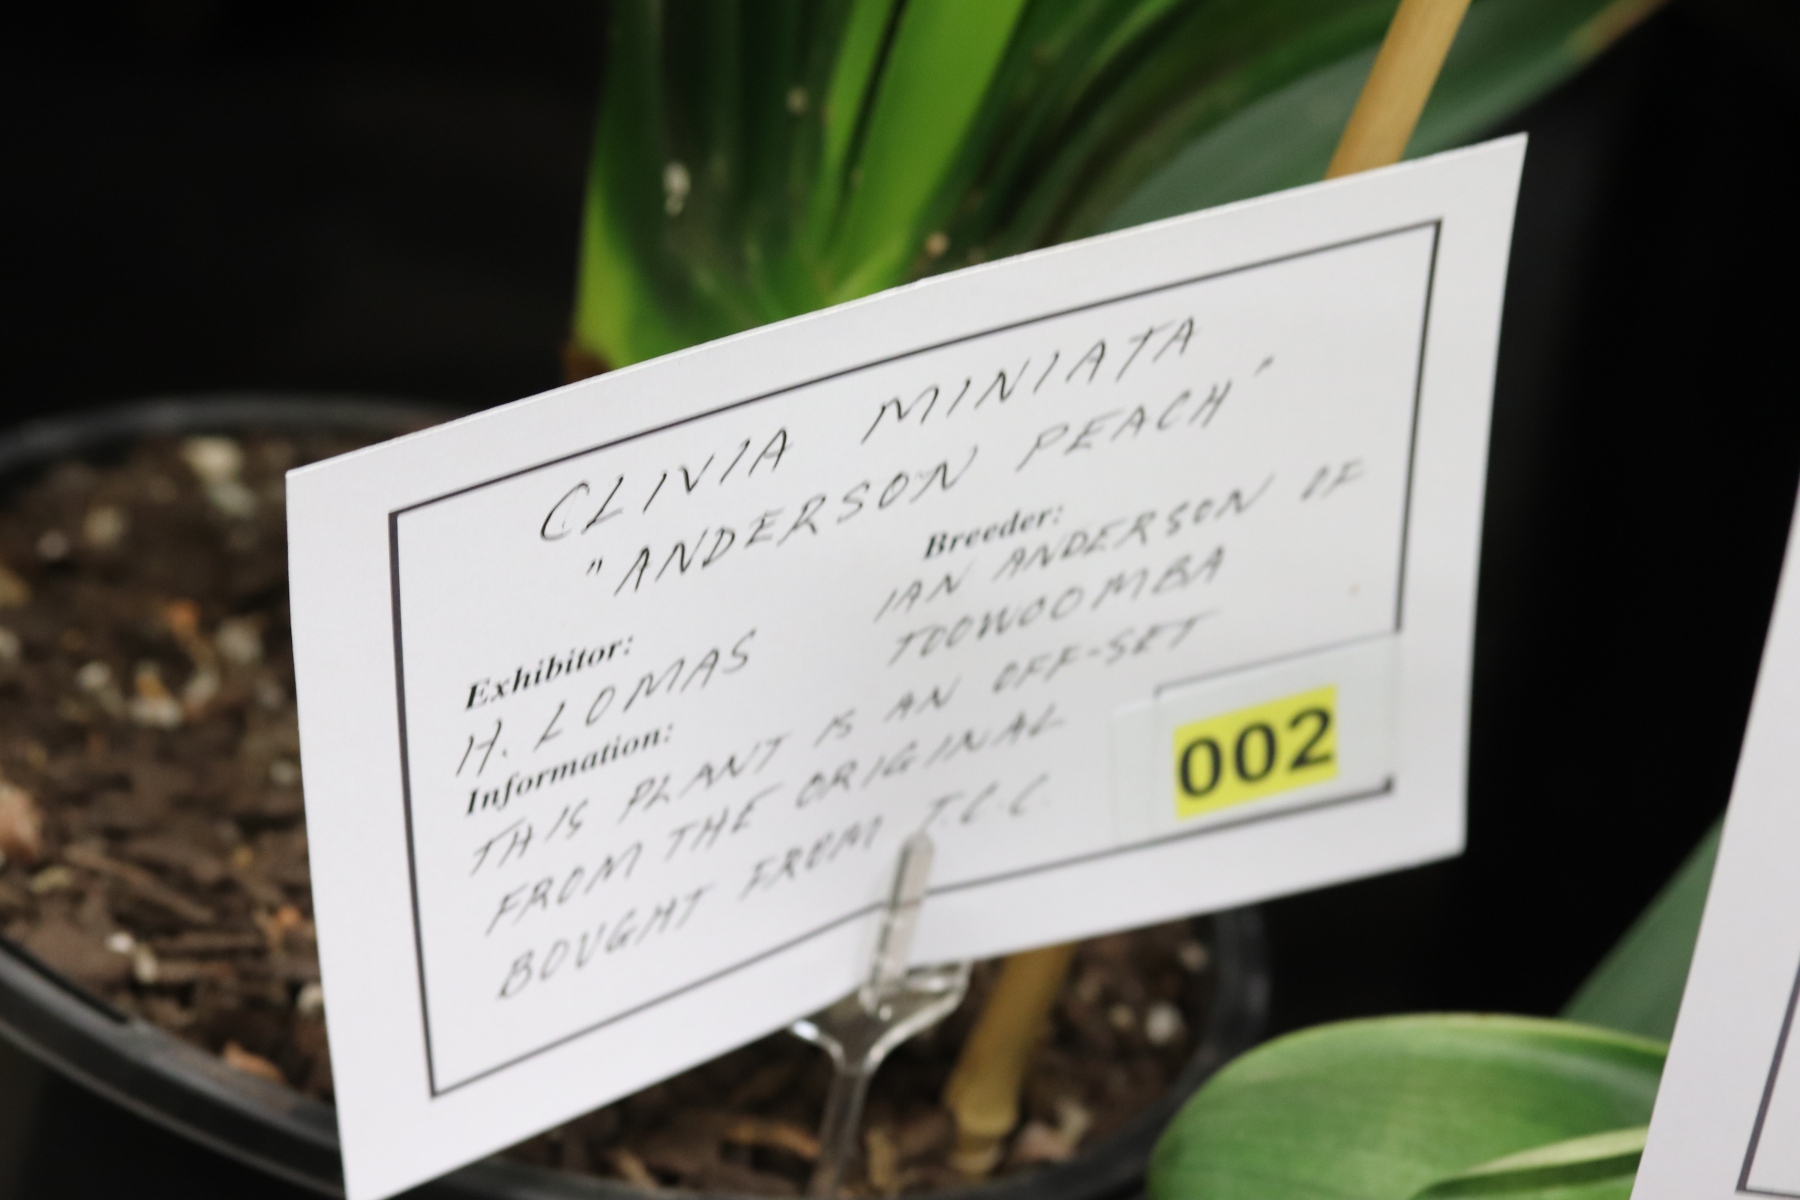 CLIVIA MINIATA
"ANDERSON PEACH"
Breeder:
IAN ANDERSON OF
TOOWOOMBA
Exhibitor:
H. LOMAS
Information:
THIS PLANT IS AN OFF-SET
FROM THE ORIGINAL
BOUGHT FROM T.C.C.
002